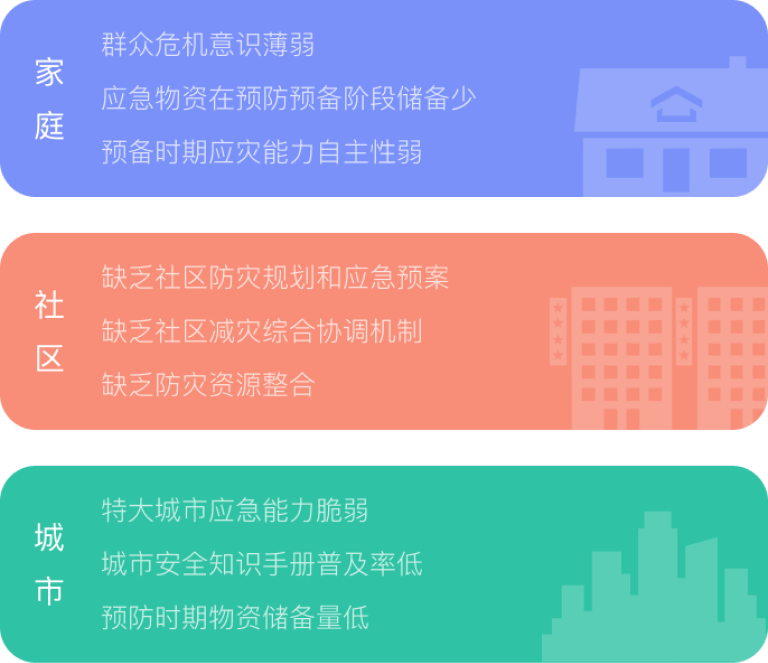 家庭
群众危机意识薄弱
应急物资在预防预备阶段储备少
预备时期应灾能力自主性弱
社区
缺乏社区防灾规划和应急预案
缺乏社区减灾综合协调机制
缺乏防灾资源整合
城市
特大城市应急能力脆弱
城市安全知识手册普及率低
预防时期物资储备量低